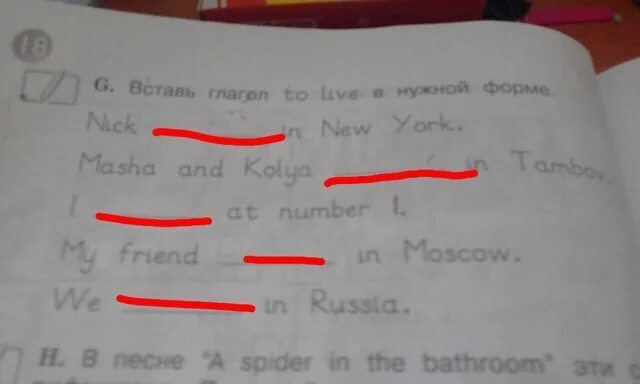 18
G. Вставь глагол to live в нужной форме.
Nick in New York.
Masha and Kolya in Tambov.
I at number 1.
My friend in Moscow.
We in Russia.
H. В песне "A spider in the bathroom" эти